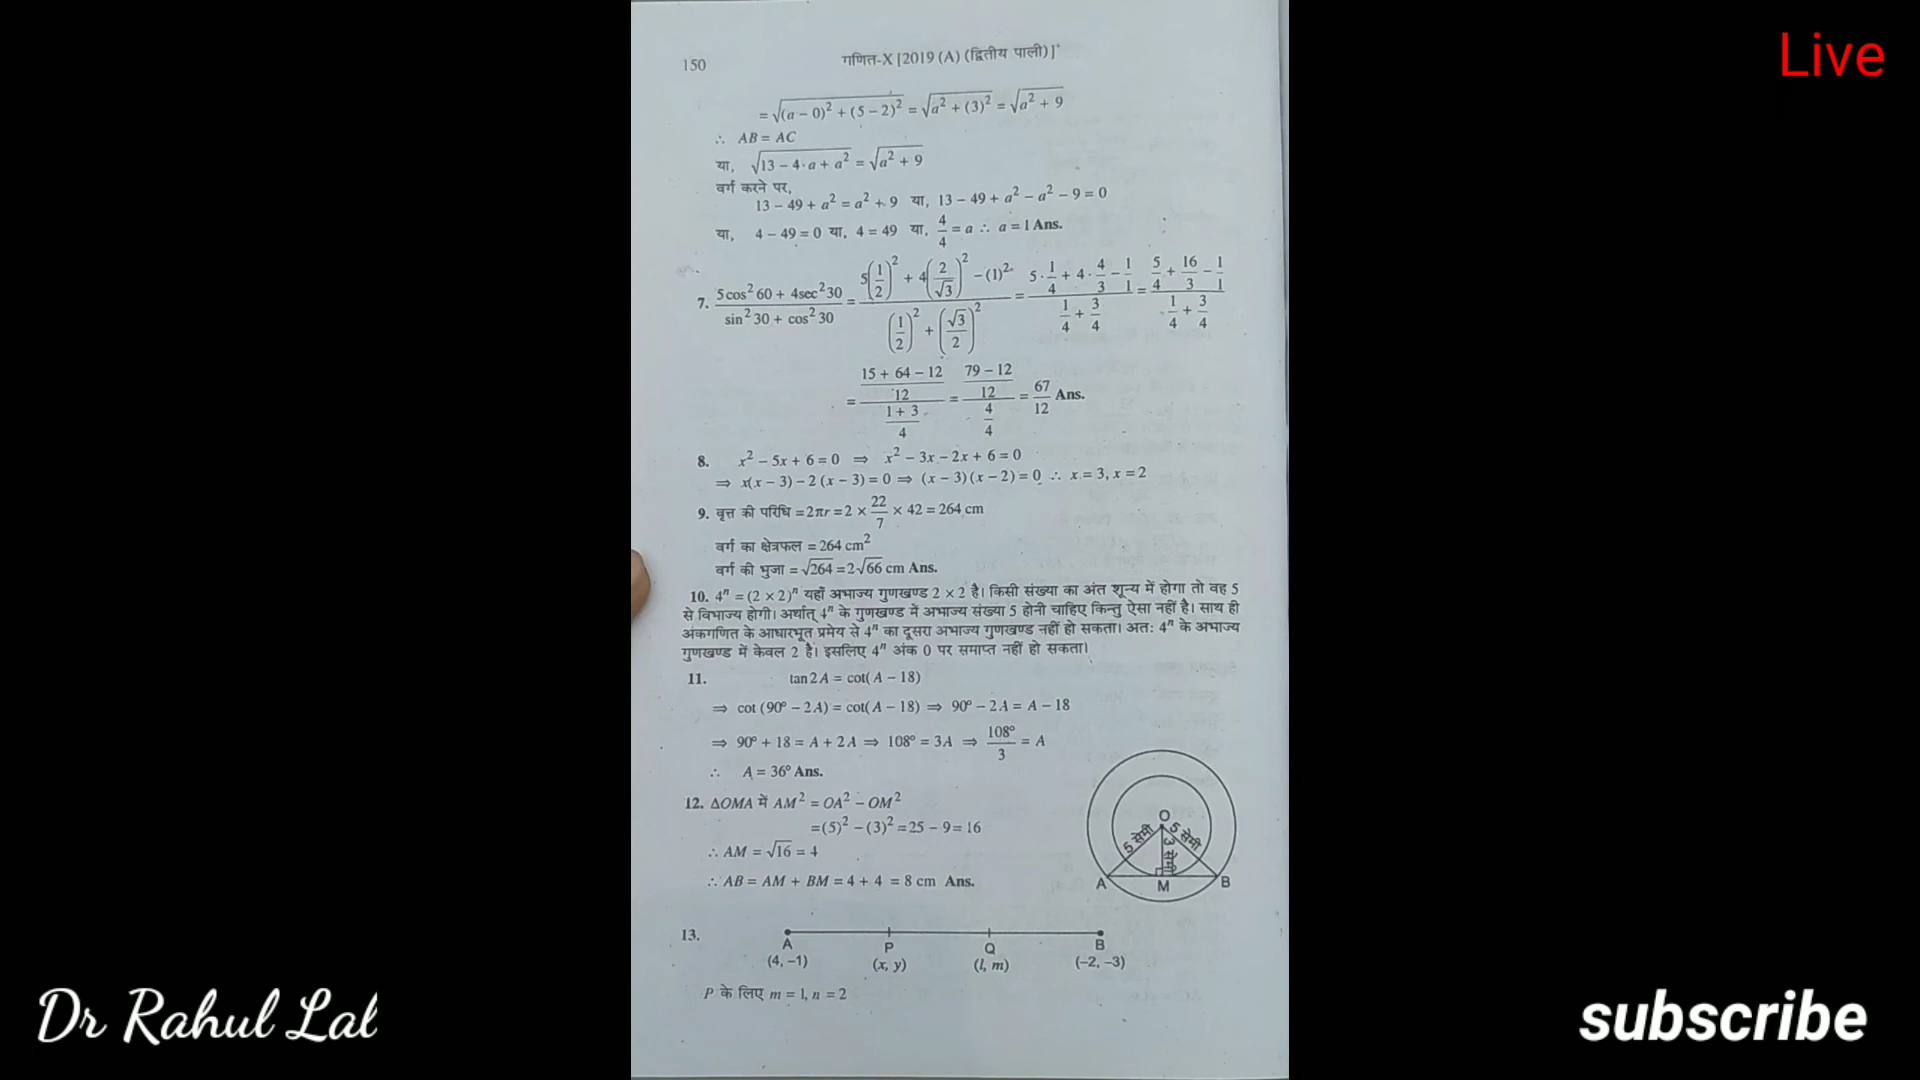 Live
150 गणित-X [2019 (A) (द्वितीय पाली)]
= √(a – 0)² + (5 – 2)² = √a² + (3)² = √a² + 9
∴ AB = AC
या, √13 – 4·a + a² = √a² + 9
वर्ग करने पर,
13 – 49 + a² = a² + 9 या, 13 – 49 + a² – a² – 9 = 0
या, 4 – 49 = 0 या, 4 = 49 या, 4/4 = a ∴ a = 1 Ans.
7. (5cos² 60 + 4sec² 30)/(sin² 30 + cos² 30) = (5(1/2)² + 4(2/√3)² – (1)²)/((1/2)² + (√3/2)²) = (5·1/4 + 4·4/3 – 1/1)/(1/4 + 3/4) = (5/4 + 16/3 – 1/1)/(1/4 + 3/4)
= ((15 + 64 – 12)/12)/((1 + 3)/4) = ((79 – 12)/12)/(4/4) = 67/12 Ans.
8. x² – 5x + 6 = 0 ⇒ x² – 3x – 2x + 6 = 0
⇒ x(x – 3) – 2 (x – 3) = 0 ⇒ (x – 3) (x – 2) = 0 ∴ x = 3, x = 2
9. वृत्त की परिधि = 2πr = 2 × 22/7 × 42 = 264 cm
वर्ग का क्षेत्रफल = 264 cm²
वर्ग की भुजा = √264 = 2√66 cm Ans.
10. 4ⁿ = (2 × 2)ⁿ यहाँ अभाज्य गुणखण्ड 2 × 2 है। किसी संख्या का अंत शून्य में होगा तो वह 5
से विभाज्य होगी। अर्थात् 4ⁿ के गुणखण्ड में अभाज्य संख्या 5 होनी चाहिए किन्तु ऐसा नहीं है। साथ ही
अंकगणित के आधारभूत प्रमेय से 4ⁿ का दूसरा अभाज्य गुणखण्ड नहीं हो सकता। अतः 4ⁿ के अभाज्य
गुणखण्ड में केवल 2 है। इसलिए 4ⁿ अंक 0 पर समाप्त नहीं हो सकता।
11. tan 2A = cot( A – 18)
⇒ cot (90° – 2A) = cot( A – 18) ⇒ 90° – 2A = A – 18
⇒ 90° + 18 = A + 2A ⇒ 108° = 3A ⇒ 108°/3 = A
∴ A = 36° Ans.
12. ΔOMA में AM² = OA² – OM²
= (5)² – (3)² = 25 – 9 = 16
∴ AM = √16 = 4
∴ AB = AM + BM = 4 + 4 = 8 cm Ans.
O
5 सेमी 3 सेमी 5 सेमी
A M B
13.
A P Q B
(4, –1) (x, y) (l, m) (–2, –3)
P के लिए m = 1, n = 2
Dr Rahul Lal
subscribe